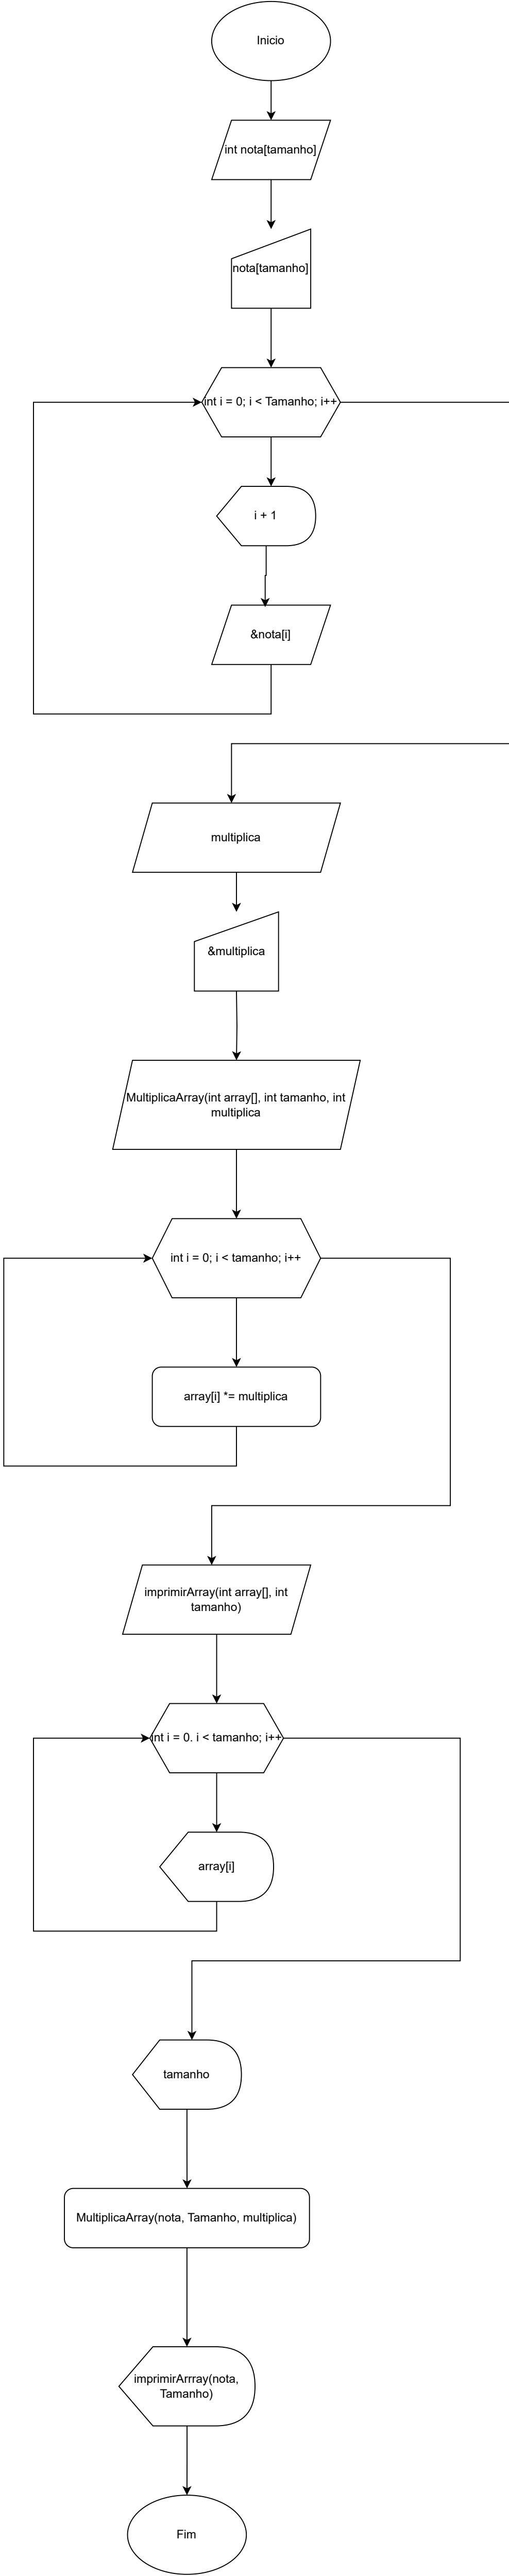 Inicio
int nota[tamanho]
nota[tamanho]
int i = 0; i < Tamanho; i++
i + 1
&nota[i]
multiplica
&multiplica
MultiplicaArray(int array[], int tamanho, int
multiplica
int i = 0; i < tamanho; i++
array[i] *= multiplica
imprimirArray(int array[], int
tamanho)
int i = 0. i < tamanho; i++
array[i]
tamanho
MultiplicaArray(nota, Tamanho, multiplica)
imprimirArrray(nota,
Tamanho)
Fim